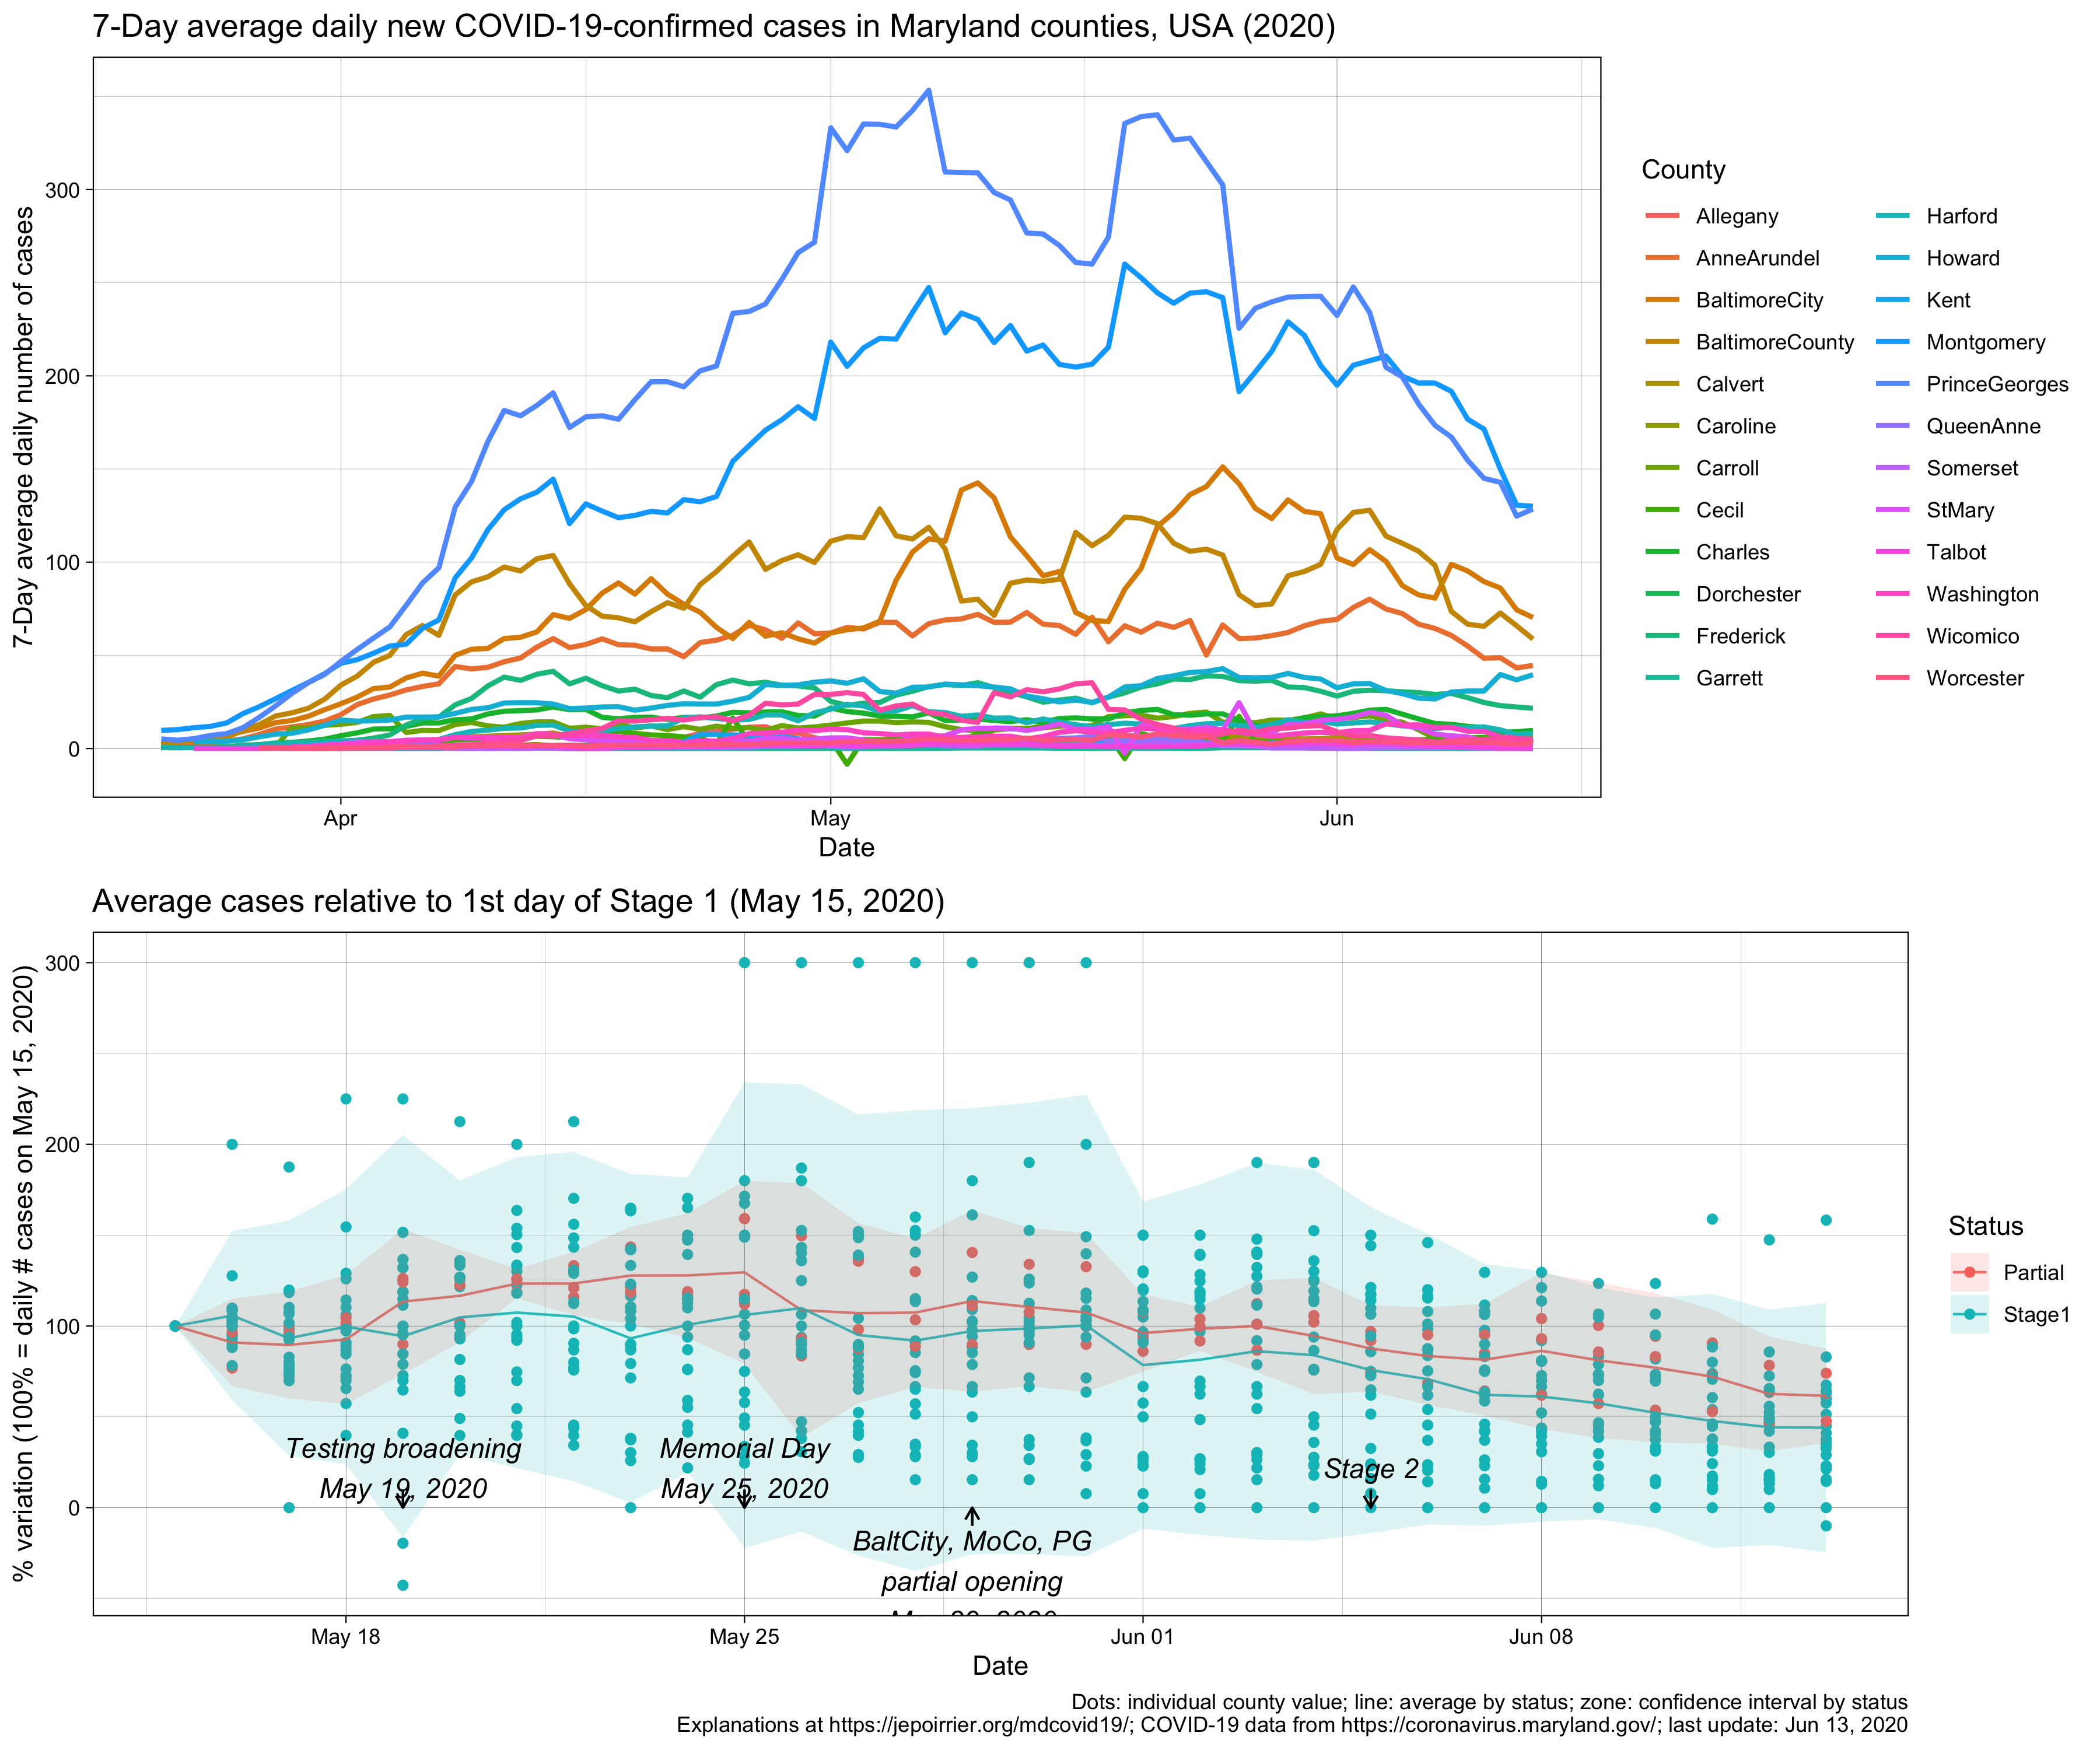 7-Day average daily new COVID-19-confirmed cases in Maryland counties, USA (2020)
7-Day average daily number of cases
300
200
100
0
Apr
May
Jun
Date
County
Allegany
AnneArundel
BaltimoreCity
BaltimoreCounty
Calvert
Caroline
Carroll
Cecil
Charles
Dorchester
Frederick
Garrett
Harford
Howard
Kent
Montgomery
PrinceGeorges
QueenAnne
Somerset
StMary
Talbot
Washington
Wicomico
Worcester
Average cases relative to 1st day of Stage 1 (May 15, 2020)
% variation (100% = daily # cases on May 15, 2020)
300
200
100
0
Testing broadening
May 19, 2020
Memorial Day
May 25, 2020
BaltCity, MoCo, PG
partial opening
Stage 2
May 18
May 25
Jun 01
Jun 08
Date
Status
Partial
Stage1
Dots: individual county value; line: average by status; zone: confidence interval by status
Explanations at https://jepoirrier.org/mdcovid19/; COVID-19 data from https://coronavirus.maryland.gov/; last update: Jun 13, 2020